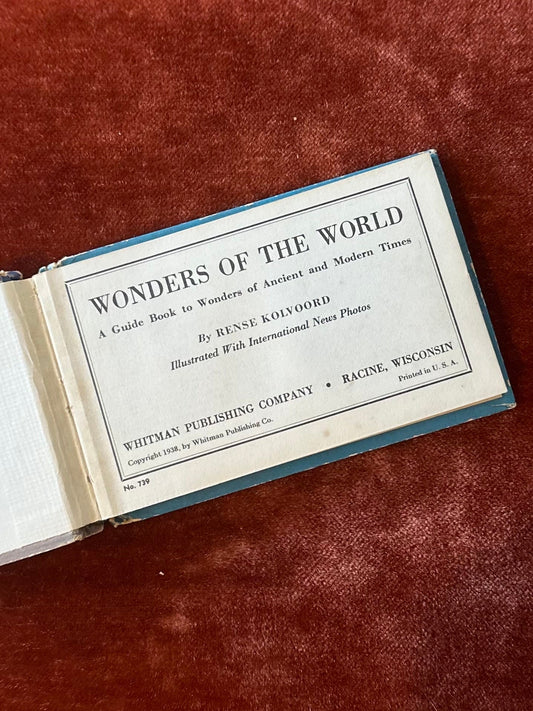 WONDERS OF THE WORLD
A Guide Book to Wonders of Ancient and Modern Times
By RENSE KOLVOORD
Illustrated With International News Photos
WHITMAN PUBLISHING COMPANY • RACINE, WISCONSIN
Copyright 1938, by Whitman Publishing Co. Printed in U. S. A.
No. 739